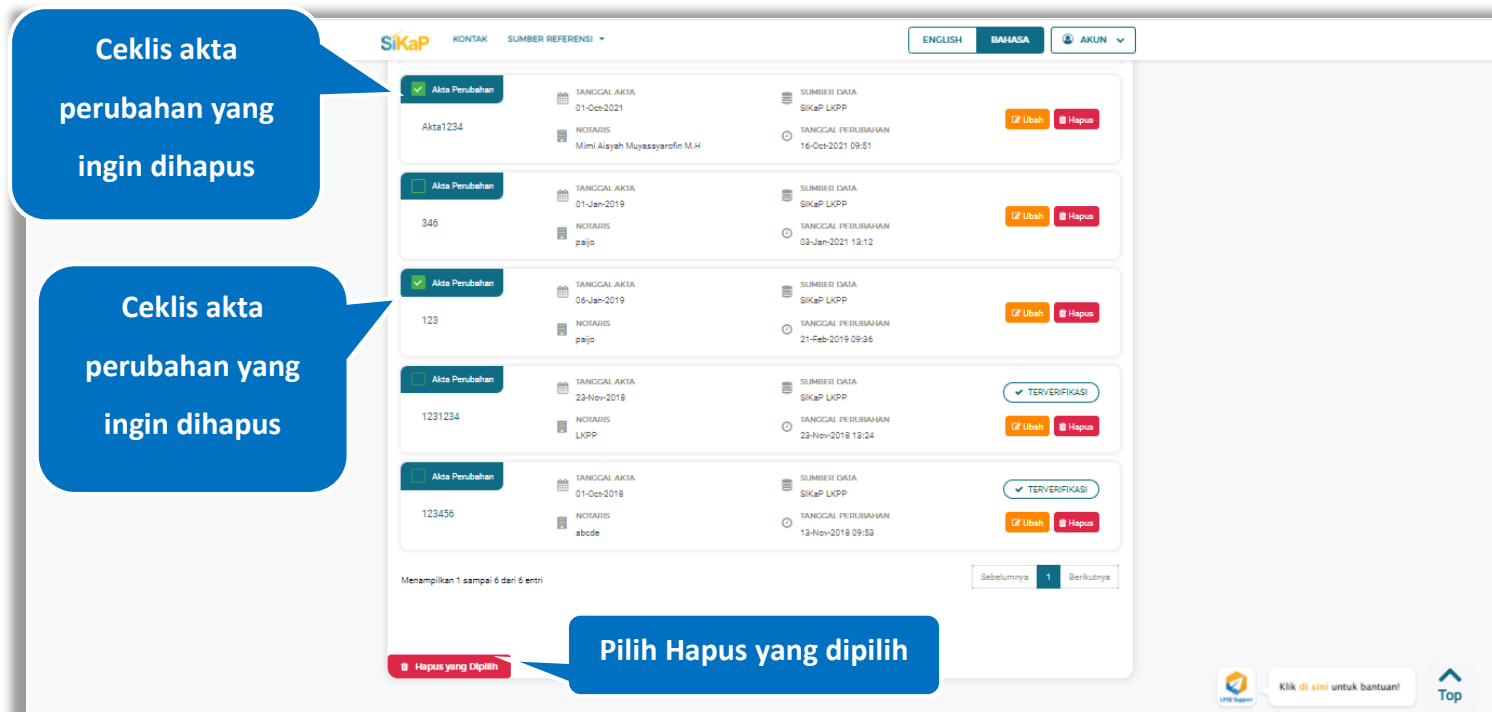 Ceklis akta
perubahan yang
ingin dihapus
SiKaP KONTAK SUMBER REFERENSI ENGLISH BAHASA AKUN
Akta Perubahan
Akta1234
TANGGAL AKTA
01-Oct-2021
NOTARIS
Mimi Aisyah Muyassyarofin M.H
SUMBER DATA
SIKaP LKPP
TANGGAL PERUBAHAN
16-Oct-2021 09:51
Ubah Hapus
Akta Perubahan
346
TANGGAL AKTA
01-Jan-2019
NOTARIS
paijo
SUMBER DATA
SIKaP LKPP
TANGGAL PERUBAHAN
03-Jan-2021 13:12
Ubah Hapus
Ceklis akta
perubahan yang
ingin dihapus
Akta Perubahan
123
TANGGAL AKTA
06-Jan-2019
NOTARIS
paijo
SUMBER DATA
SIKaP LKPP
TANGGAL PERUBAHAN
21-Feb-2019 09:36
Ubah Hapus
Akta Perubahan
1231234
TANGGAL AKTA
23-Nov-2018
NOTARIS
LKPP
SUMBER DATA
SIKaP LKPP
TANGGAL PERUBAHAN
23-Nov-2018 13:24
TERVERIFIKASI
Ubah Hapus
Akta Perubahan
123456
TANGGAL AKTA
01-Oct-2018
NOTARIS
abcde
SUMBER DATA
SIKaP LKPP
TANGGAL PERUBAHAN
13-Nov-2018 09:53
TERVERIFIKASI
Ubah Hapus
Menampilkan 1 sampai 6 dari 6 entri
Sebelumnya 1 Berikutnya
Hapus yang Dipilih
Pilih Hapus yang dipilih
LPSE Support
Klik di sini untuk bantuan!
Top